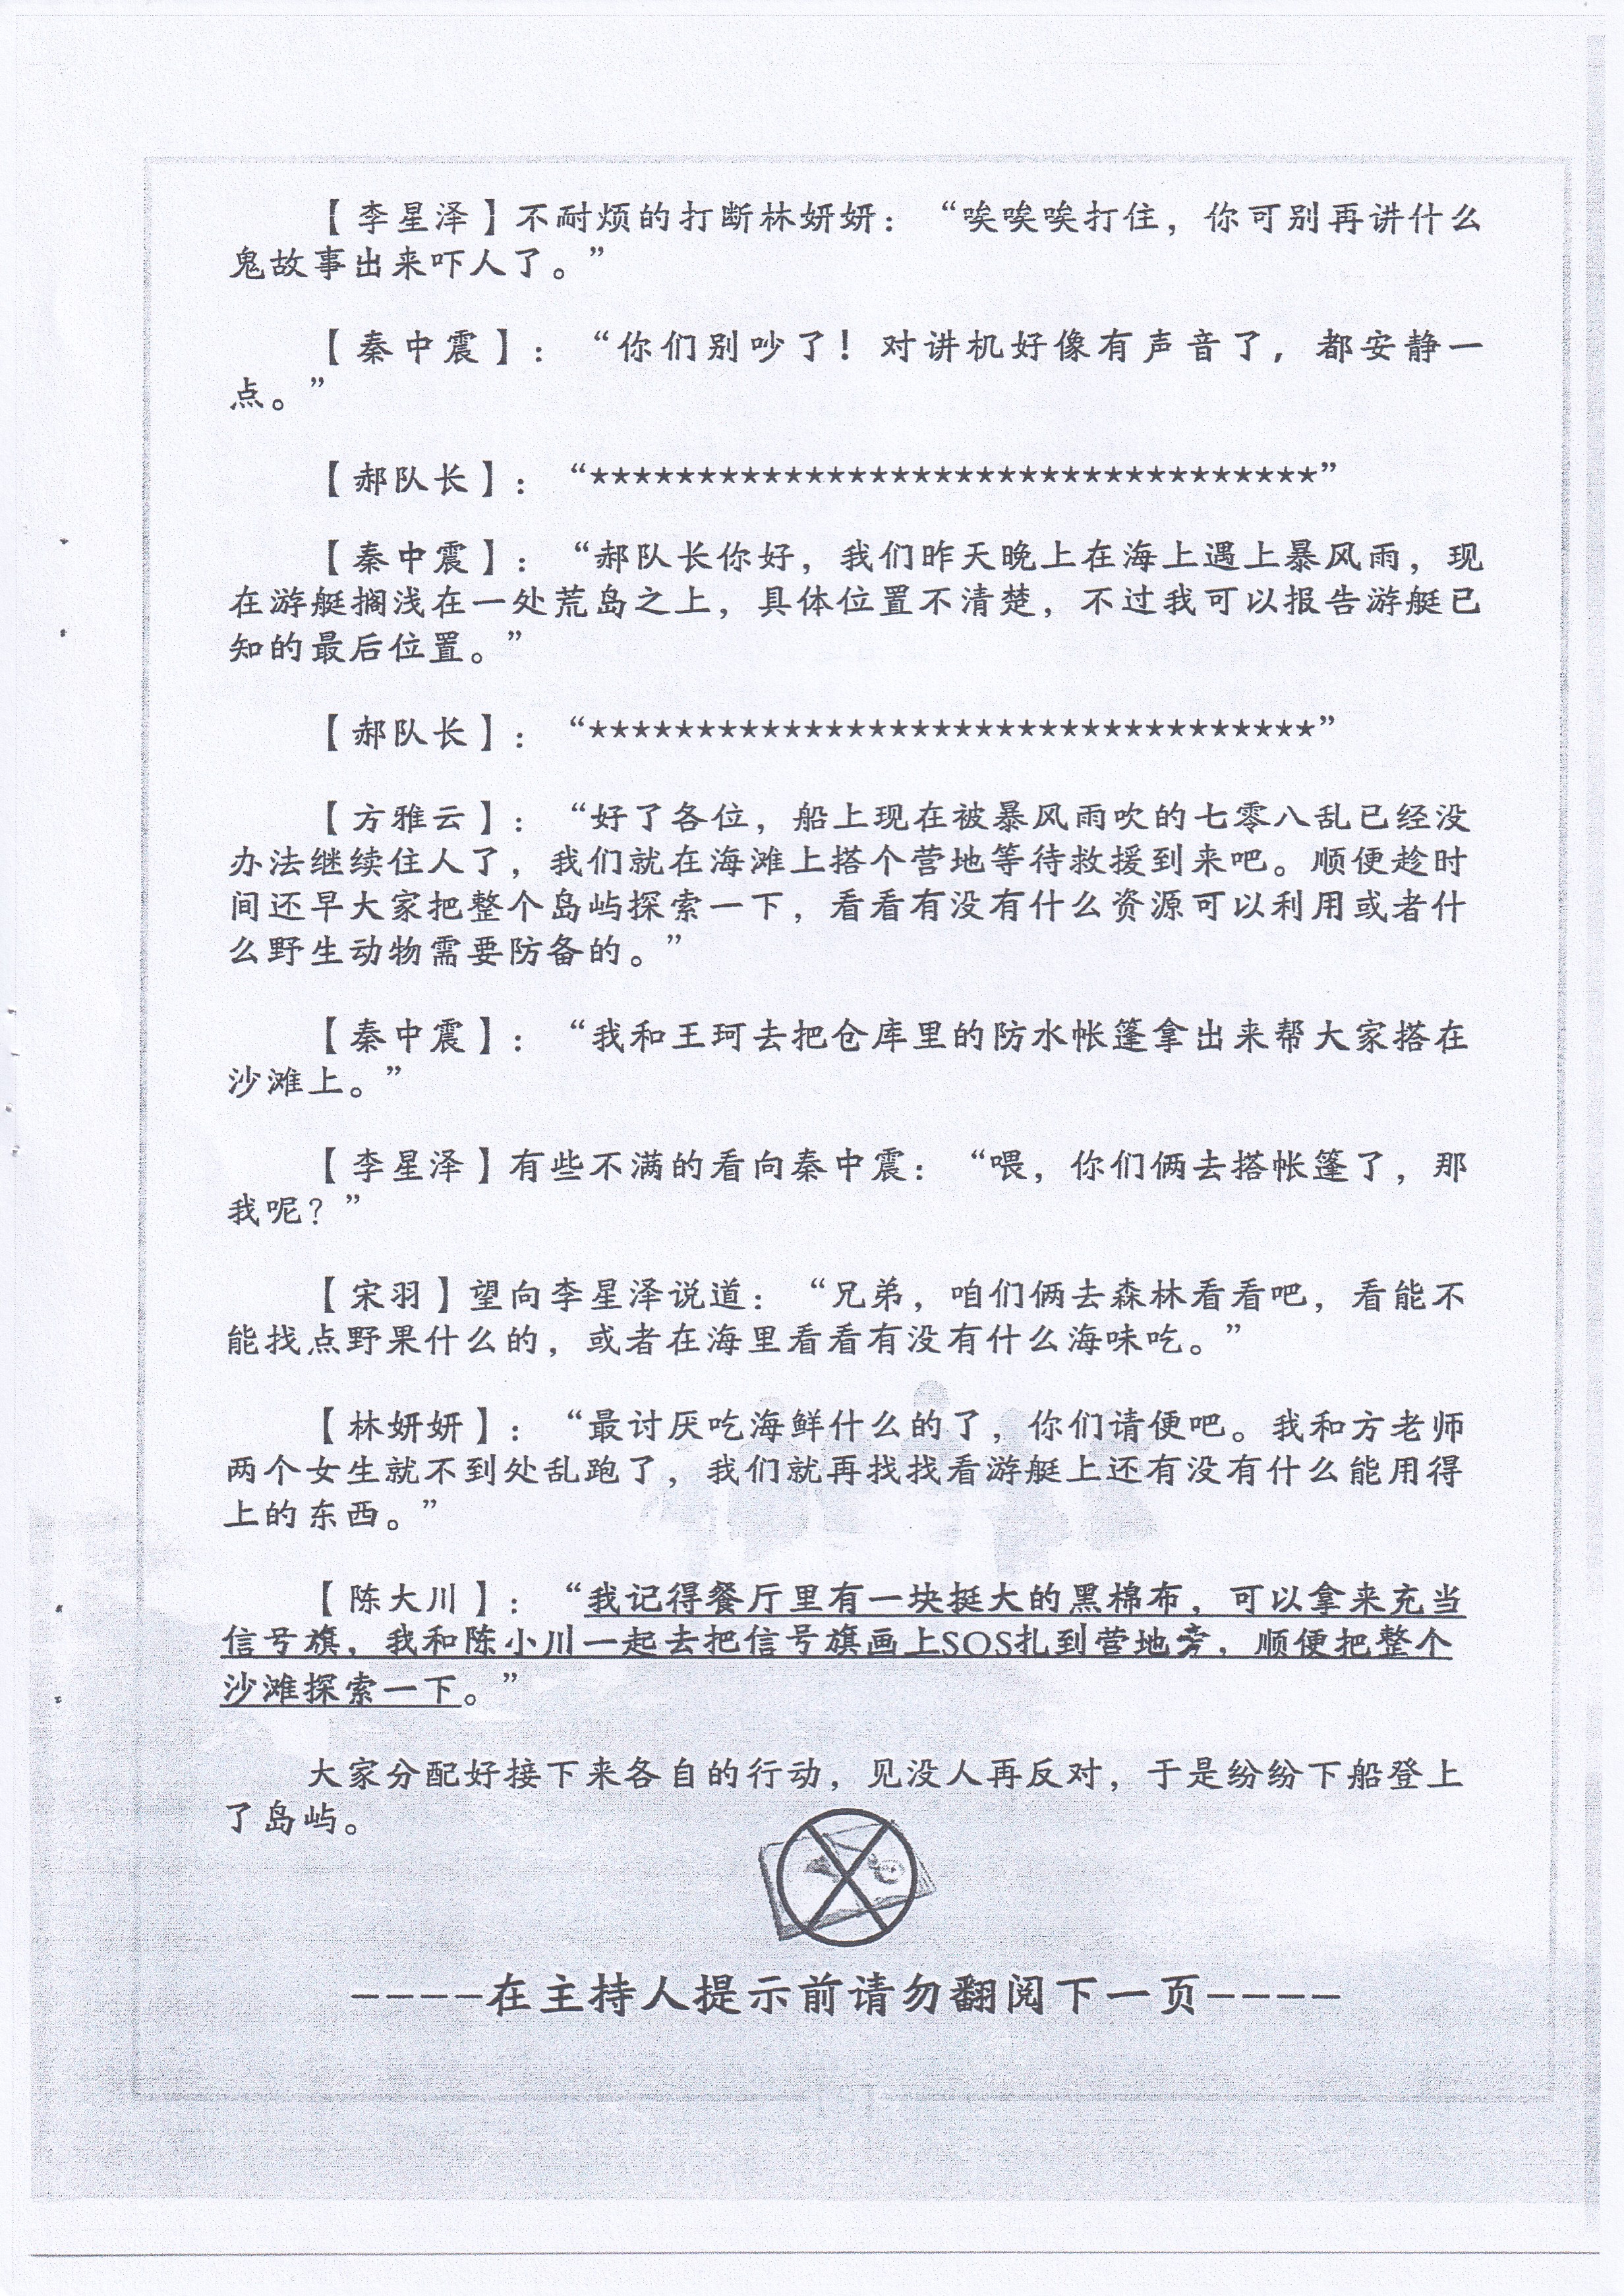 【李星泽】不耐烦的打断林妍妍：“唉唉唉打住，你可别再讲什么
鬼故事出来吓人了。”
【秦中震】：“你们别吵了！对讲机好像有声音了，都安静一
点。”
【郝队长】：“★★★★★★★★★★★★★★★★★★★★★★★★★★★★★★★★★★”
【秦中震】：“郝队长你好，我们昨天晚上在海上遇上暴风雨，现
在游艇搁浅在一处荒岛之上，具体位置不清楚，不过我可以报告游艇已
知的最后位置。”
【郝队长】：“★★★★★★★★★★★★★★★★★★★★★★★★★★★★★★★★★★”
【方雅云】：“好了各位，船上现在被暴风雨吹的七零八乱已经没
办法继续住人了，我们就在海滩上搭个营地等待救援到来吧。顺便趁时
间还早大家把整个岛屿探索一下，看看有没有什么资源可以利用或者什
么野生动物需要防备的。”
【秦中震】：“我和王珂去把仓库里的防水帐篷拿出来帮大家搭在
沙滩上。”
【李星泽】有些不满的看向秦中震：“喂，你们俩去搭帐篷了，那
我呢？”
【宋羽】望向李星泽说道：“兄弟，咱们俩去森林看看吧，看能不
能找点野果什么的，或者在海里看看有没有什么海味吃。”
【林妍妍】：“最讨厌吃海鲜什么的了，你们请便吧。我和方老师
两个女生就不到处乱跑了，我们就再找找看游艇上还有没有什么能用得
上的东西。”
【陈大川】：“我记得餐厅里有一块挺大的黑棉布，可以拿来充当
信号旗，我和陈小川一起去把信号旗画上SOS扎到营地旁，顺便把整个
沙滩探索一下。”
大家分配好接下来各自的行动，见没人再反对，于是纷纷下船登上
了岛屿。
----在主持人提示前请勿翻阅下一页----